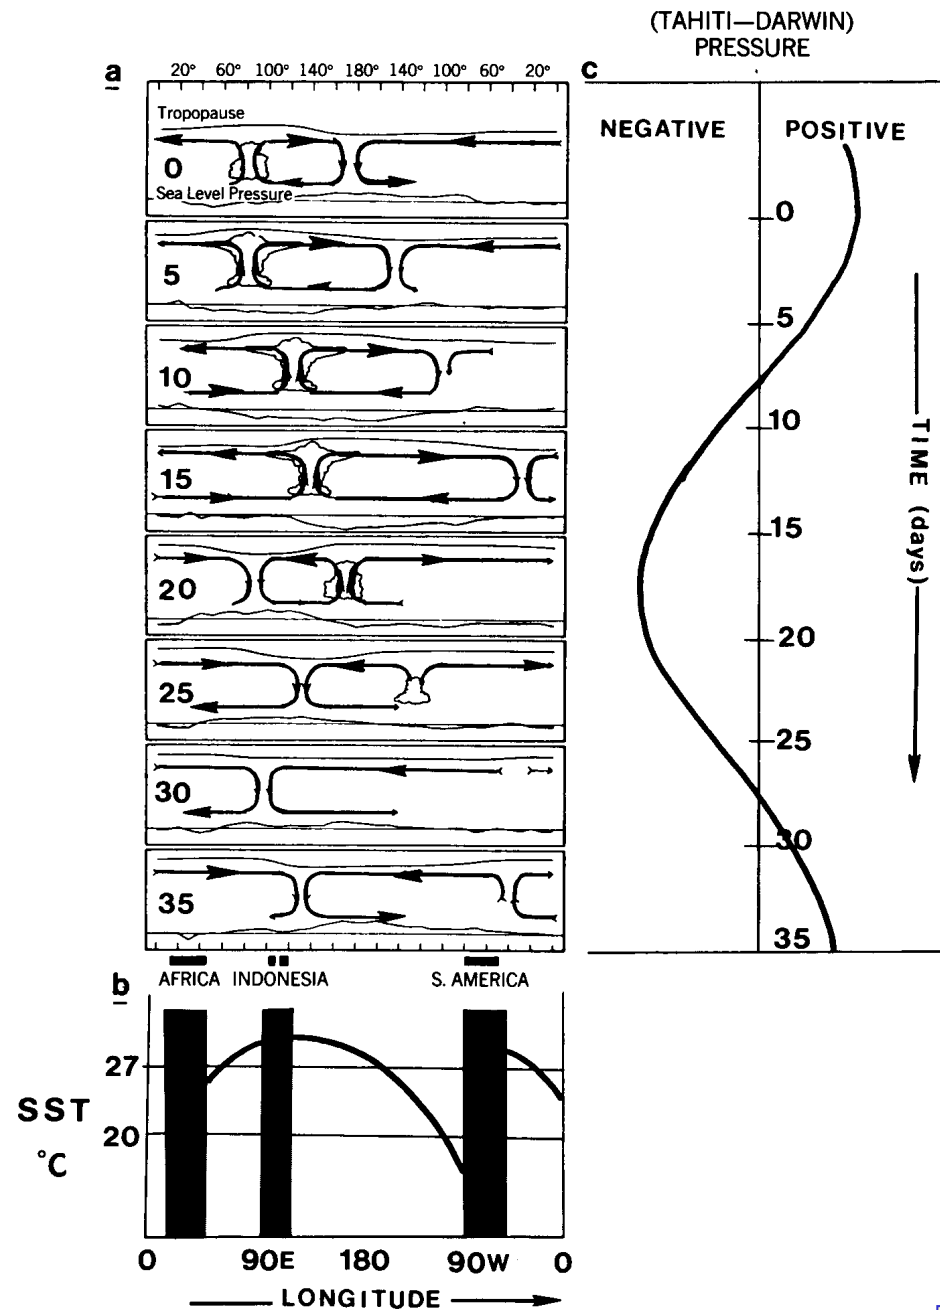 (TAHITI—DARWIN)
PRESSURE
a
20° 60° 100° 140° 180° 140° 100° 60° 20°
c
Tropopause
0
Sea Level Pressure
5
10
15
20
25
30
35
NEGATIVE POSITIVE
0
5
10
15
20
25
30
35
TIME (days)
AFRICA INDONESIA S. AMERICA
b
27
20
SST
°C
0 90E 180 90W 0
LONGITUDE